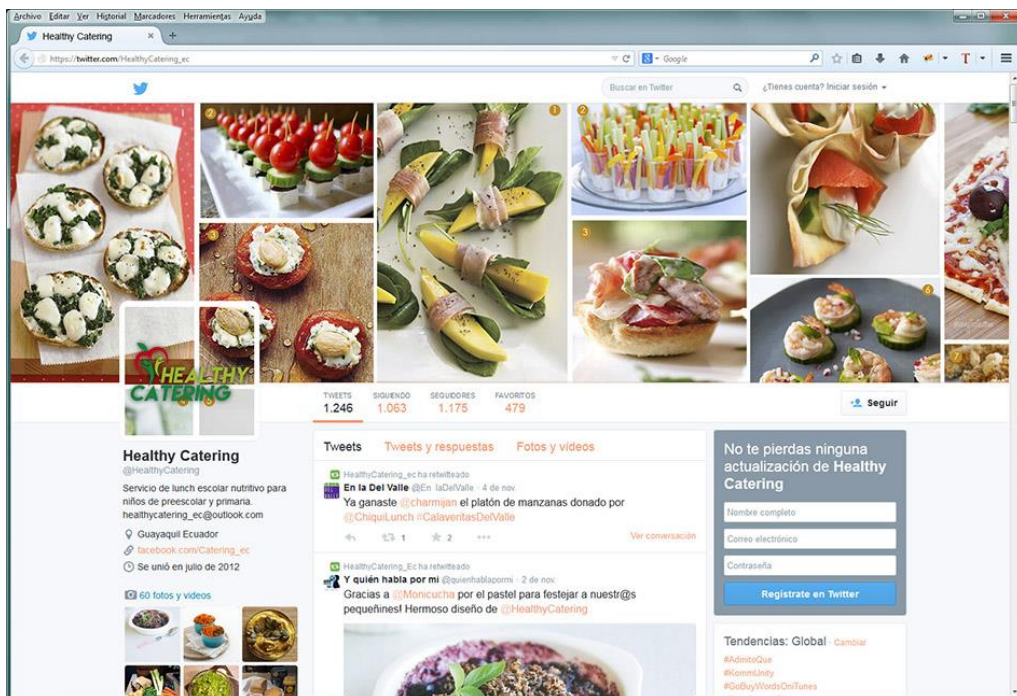 Archivo Editar Ver Historial Marcadores Herramientas Ayuda
Healthy Catering
https://twitter.com/HealthyCatering_ec
Google
Buscar en Twitter
¿Tienes cuenta? Iniciar sesión
HEALTHY
CATERING
TWEETS SIGUIENDO SEGUIDORES FAVORITOS
1.246 1.063 1.175 479
Seguir
Healthy Catering
@HealthyCatering
Servicio de lunch escolar nutritivo para
niños de preescolar y primaria.
healthycatering_ec@outlook.com
Guayaquil Ecuador
facebook.com/Catering_ec
Se unió en julio de 2012
60 fotos y videos
Tweets Tweets y respuestas Fotos y vídeos
HealthyCatering_ec ha retwitteado
En la Del Valle @En_laDelValle · 4 de nov.
Ya ganaste @charmijan el platón de manzanas donado por
@ChiquiLunch #CalaveritasDelValle
1 2 Ver conversación
HealthyCatering_Ec ha retwitteado
Y quién habla por mi @quienhablapormi · 2 de nov.
Gracias a @Monicucha por el pastel para festejar a nuestr@s
pequeñines! Hermoso diseño de @HealthyCatering
No te pierdas ninguna
actualización de Healthy
Catering
Nombre completo
Correo electrónico
Contraseña
Regístrate en Twitter
Tendencias: Global · Cambiar
#AdmitoQue
#KommUnity
#GoBuyWordsOniTunes